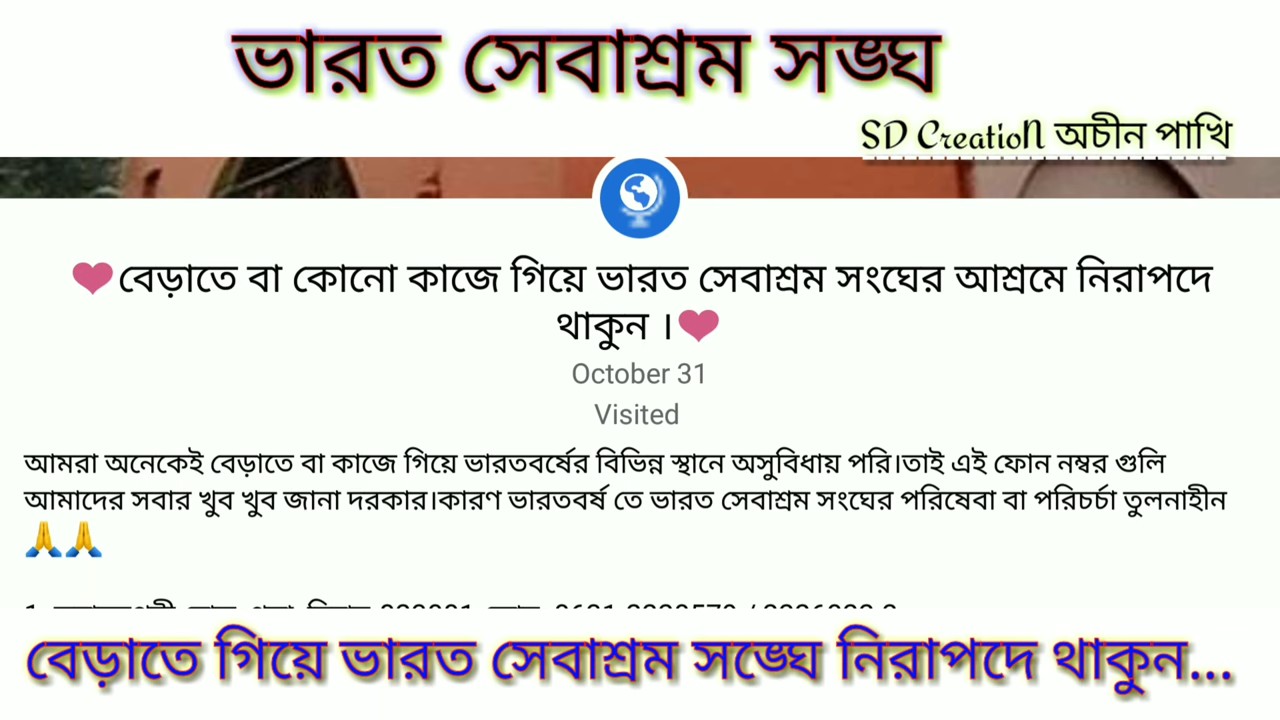 ভারত সেবাশ্রম সঙ্ঘ
SD CreatioN অচীন পাখি
❤বেড়াতে বা কোনো কাজে গিয়ে ভারত সেবাশ্রম সংঘের আশ্রমে নিরাপদে
থাকুন ।❤
October 31
Visited
আমরা অনেকেই বেড়াতে বা কাজে গিয়ে ভারতবর্ষের বিভিন্ন স্থানে অসুবিধায় পরি।তাই এই ফোন নম্বর গুলি
আমাদের সবার খুব খুব জানা দরকার।কারণ ভারতবর্ষ তে ভারত সেবাশ্রম সংঘের পরিষেবা বা পরিচর্চা তুলনাহীন
🙏🙏
বেড়াতে গিয়ে ভারত সেবাশ্রম সঙ্ঘে নিরাপদে থাকুন...